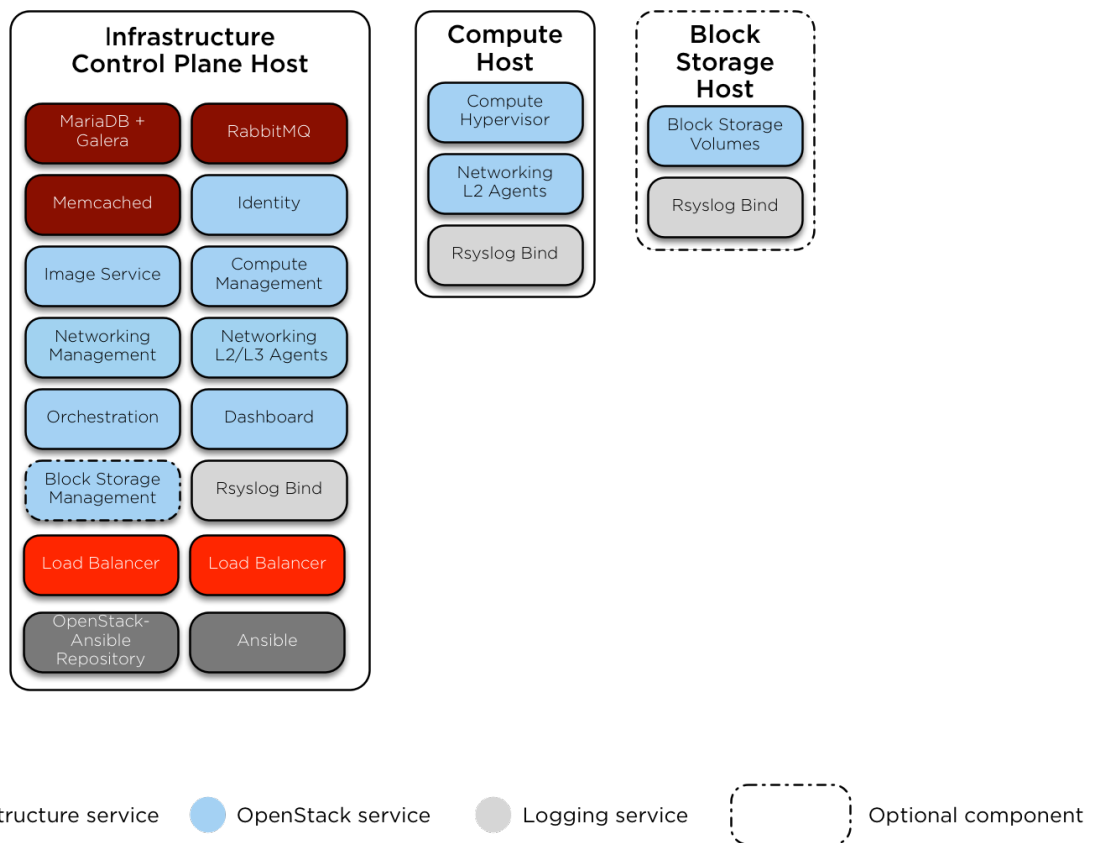 Infrastructure
Control Plane Host
MariaDB +
Galera
RabbitMQ
Memcached
Identity
Image Service
Compute
Management
Networking
Management
Networking
L2/L3 Agents
Orchestration
Dashboard
Block Storage
Management
Rsyslog Bind
Load Balancer
Load Balancer
OpenStack-
Ansible
Repository
Ansible
Compute
Host
Compute
Hypervisor
Networking
L2 Agents
Rsyslog Bind
Block
Storage
Host
Block Storage
Volumes
Rsyslog Bind
structure service
OpenStack service
Logging service
Optional component